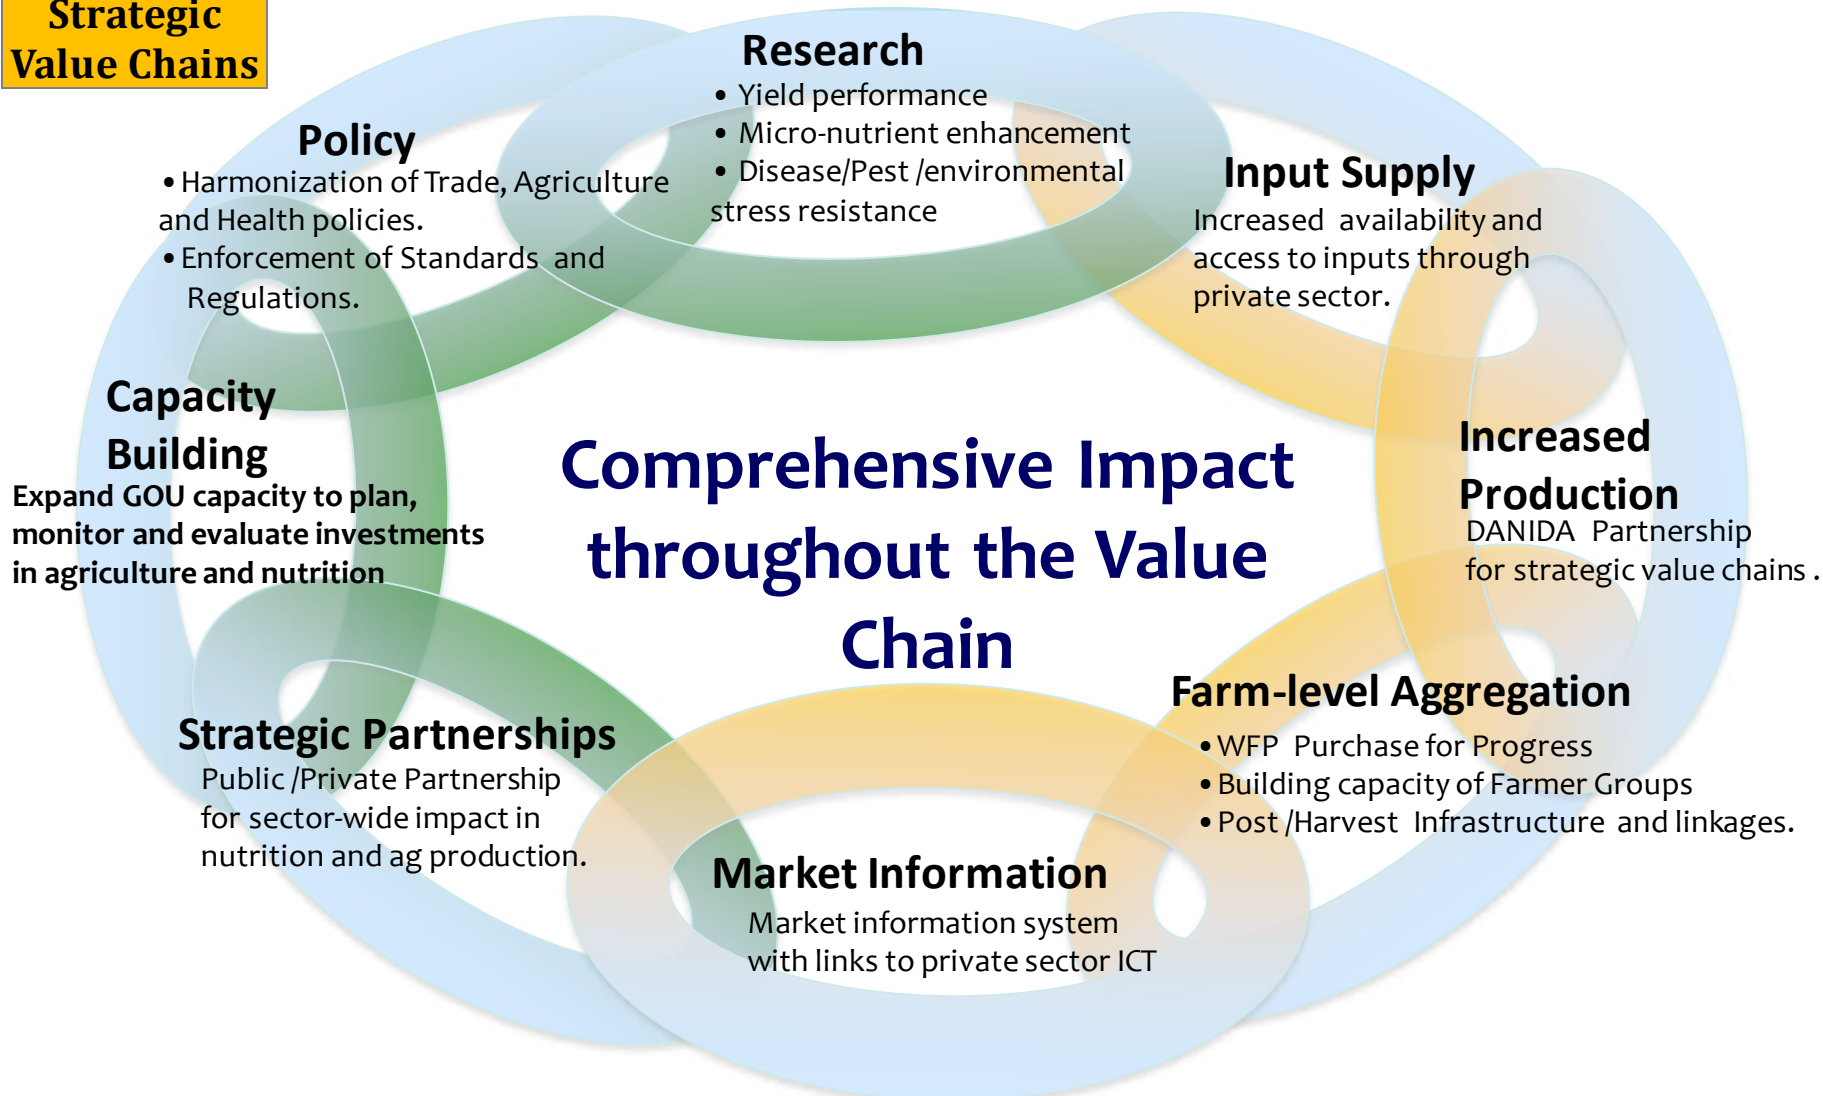 Strategic
Value Chains
Research
• Yield performance
• Micro-nutrient enhancement
• Disease/Pest /environmental
stress resistance
Policy
• Harmonization of Trade, Agriculture
and Health policies.
• Enforcement of Standards and
Regulations.
Input Supply
Increased availability and
access to inputs through
private sector.
Capacity
Building
Expand GOU capacity to plan,
monitor and evaluate investments
in agriculture and nutrition
Comprehensive Impact
throughout the Value
Chain
Increased
Production
DANIDA Partnership
for strategic value chains .
Farm-level Aggregation
• WFP Purchase for Progress
• Building capacity of Farmer Groups
• Post /Harvest Infrastructure and linkages.
Strategic Partnerships
Public /Private Partnership
for sector-wide impact in
nutrition and ag production.
Market Information
Market information system
with links to private sector ICT